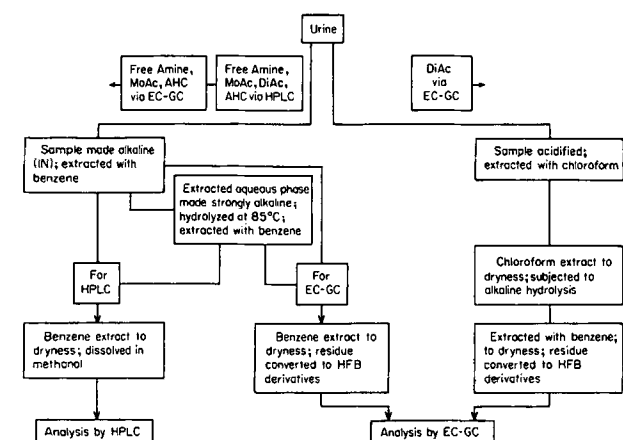 Urine
Free Amine,
MoAc, AHC
via EC-GC
Free Amine,
MoAc, DiAc,
AHC via HPLC
DiAc
via
EC-GC
Sample made alkaline
(IN); extracted with
benzene
Sample acidified;
extracted with chloroform
Extracted aqueous phase
made strongly alkaline;
hydrolyzed at 85°C;
extracted with benzene
For
HPLC
For
EC-GC
Chloroform extract to
dryness; subjected to
alkaline hydrolysis
Benzene extract to
dryness; dissolved in
methanol
Benzene extract to
dryness; residue
converted to HFB
derivatives
Extracted with benzene;
to dryness; residue
converted to HFB
derivatives
Analysis by HPLC
Analysis by EC-GC